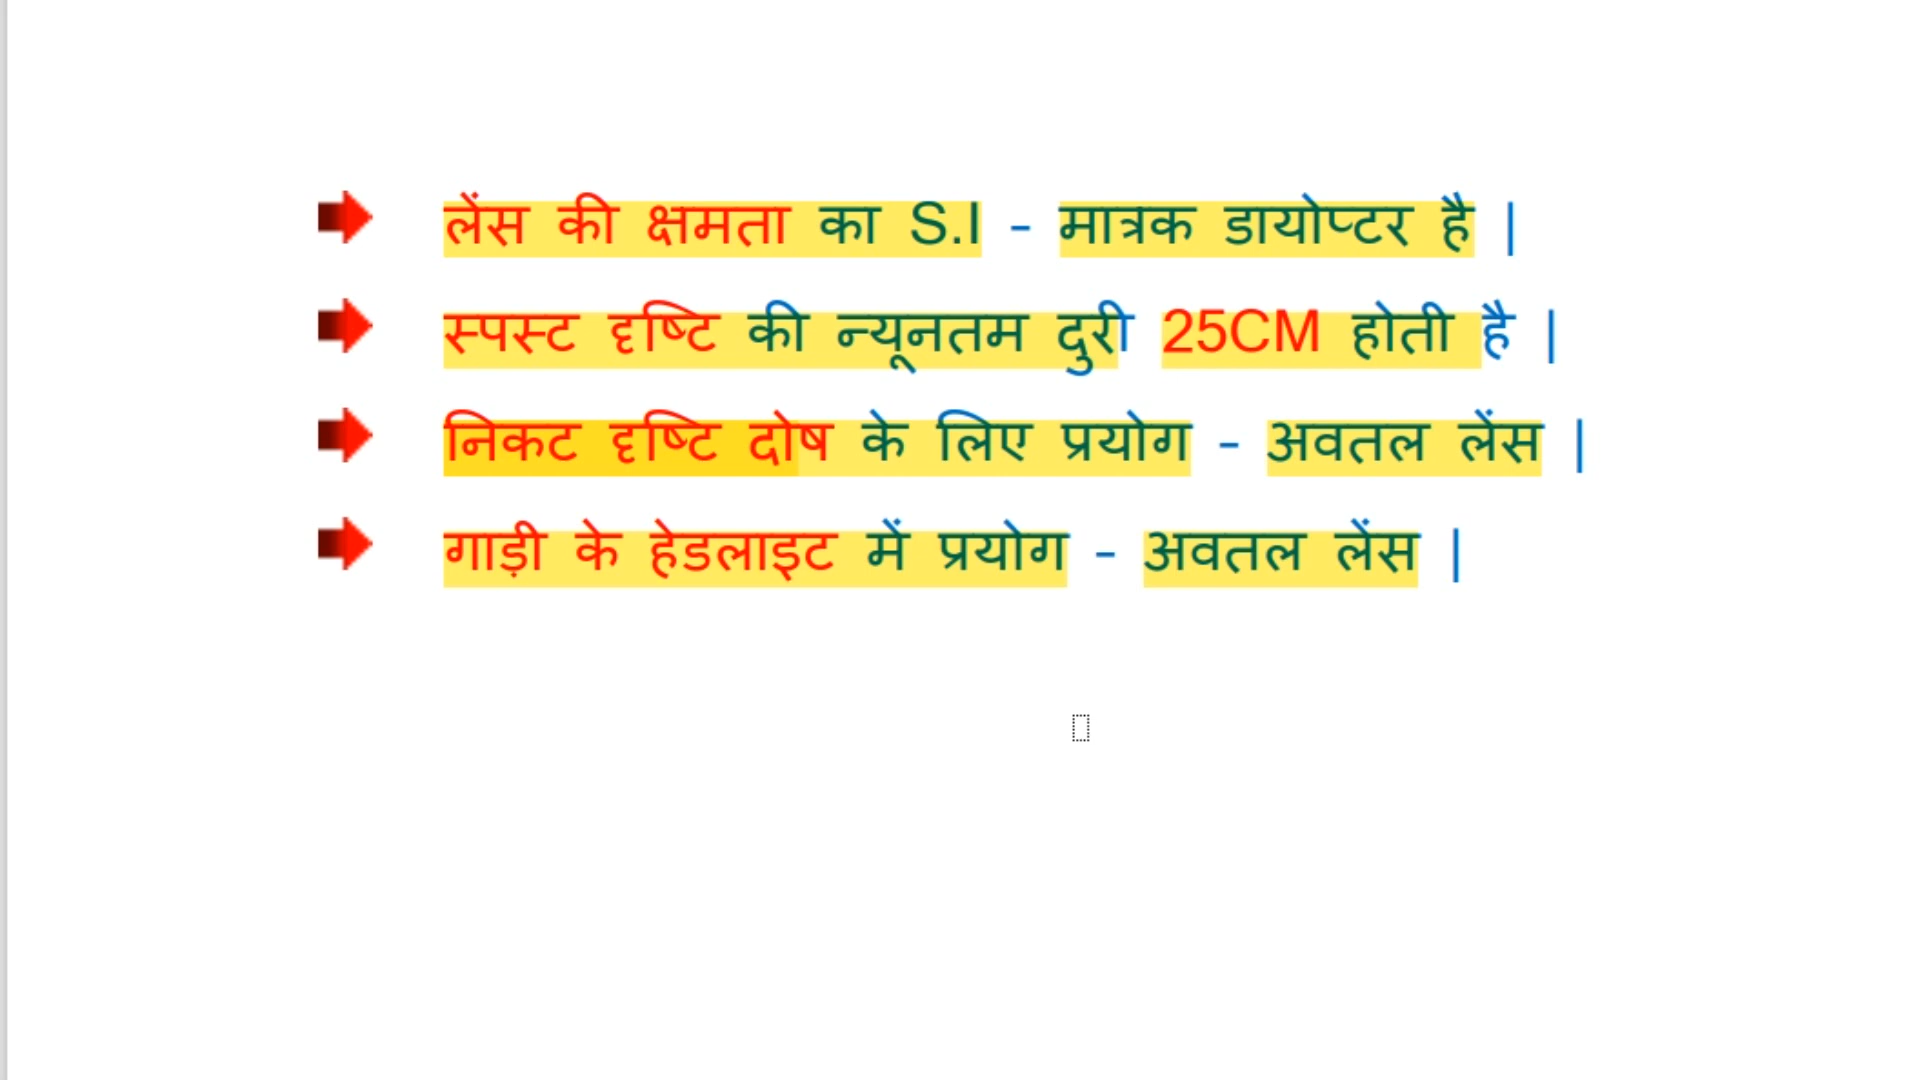 लेंस की क्षमता का S.I - मात्रक डायोप्टर है |
स्पस्ट दृष्टि की न्यूनतम दुरी 25CM होती है |
निकट दृष्टि दोष के लिए प्रयोग - अवतल लेंस |
गाड़ी के हेडलाइट में प्रयोग - अवतल लेंस |